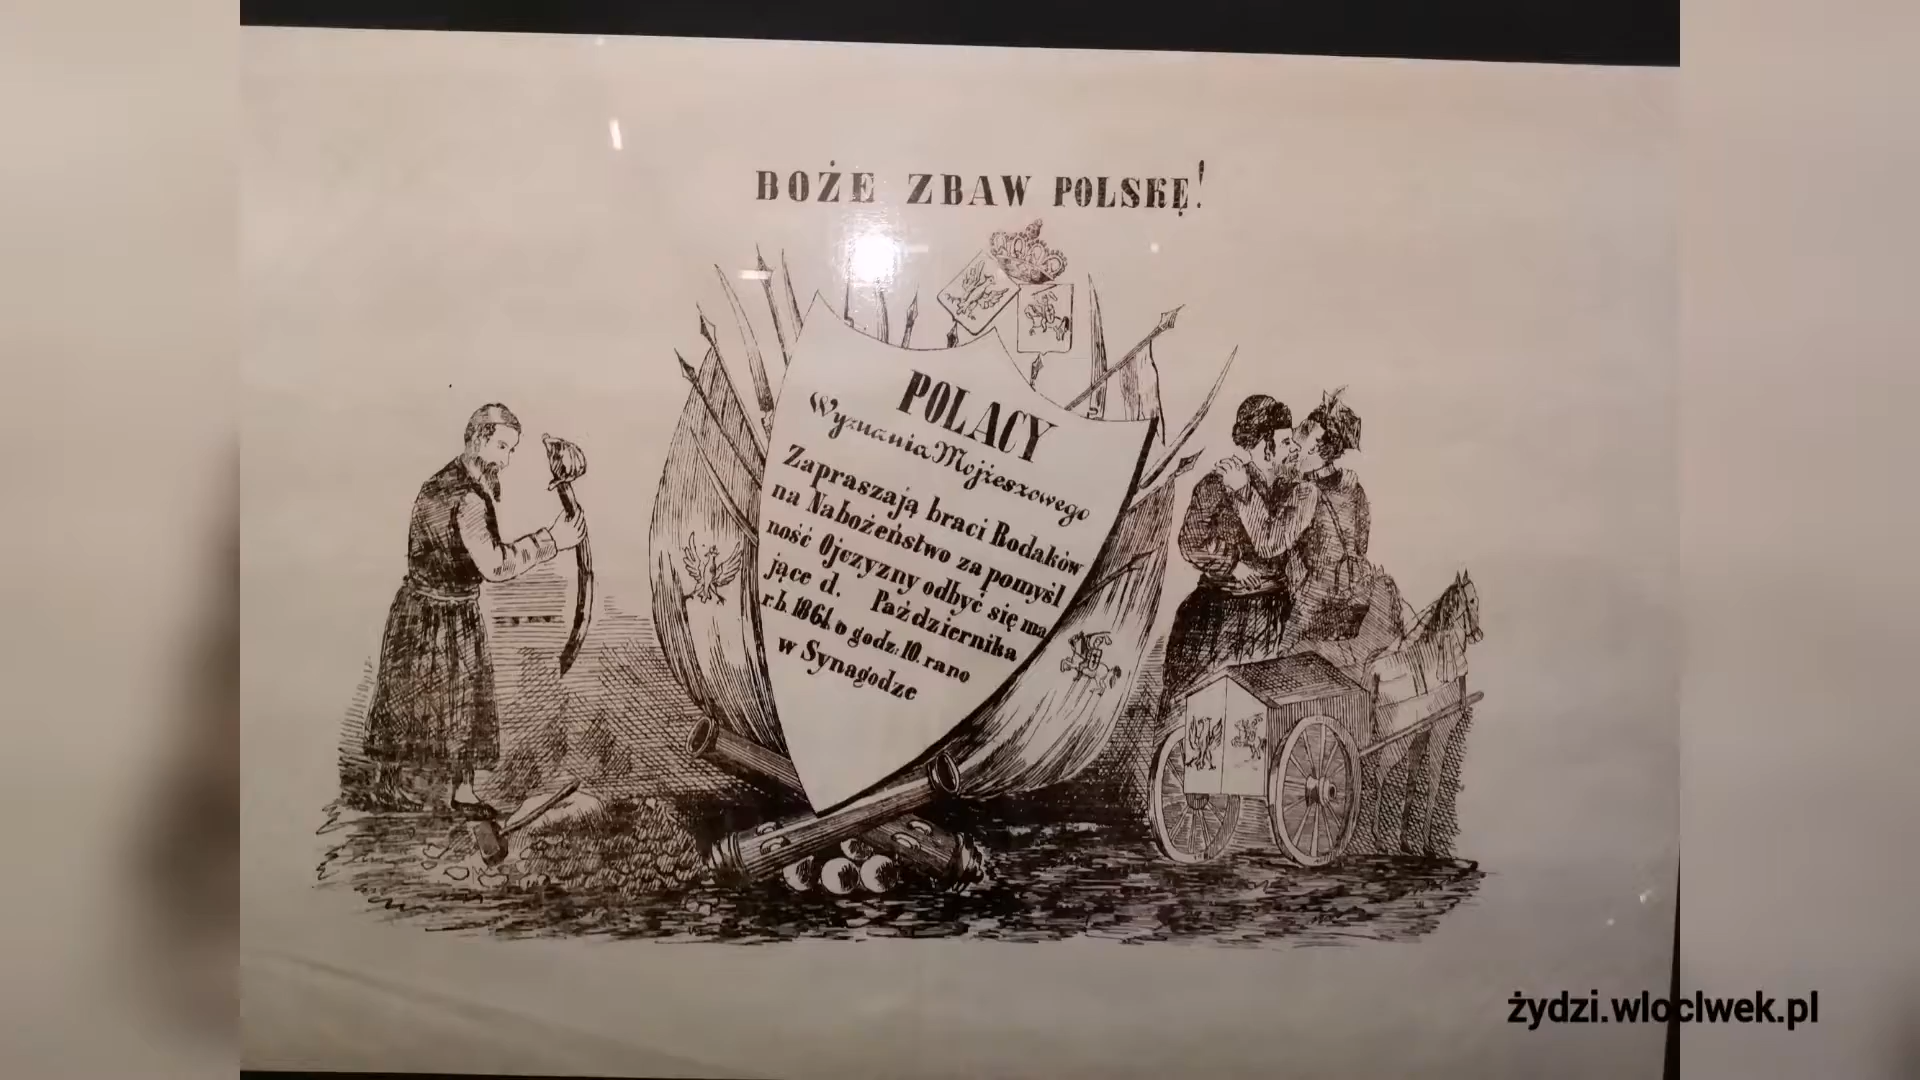 BOŻE ZBAW POLSKĘ!
POLACY
Wyznania Mojżeszowego
Zapraszają braci Rodaków
na Nabożeństwo za pomyśl
ność Ojczyzny odbyć się ma
jące d. Października
r.b. 1861, o godz: 10. rano
w Synagodze
żydzi.wloclwek.pl